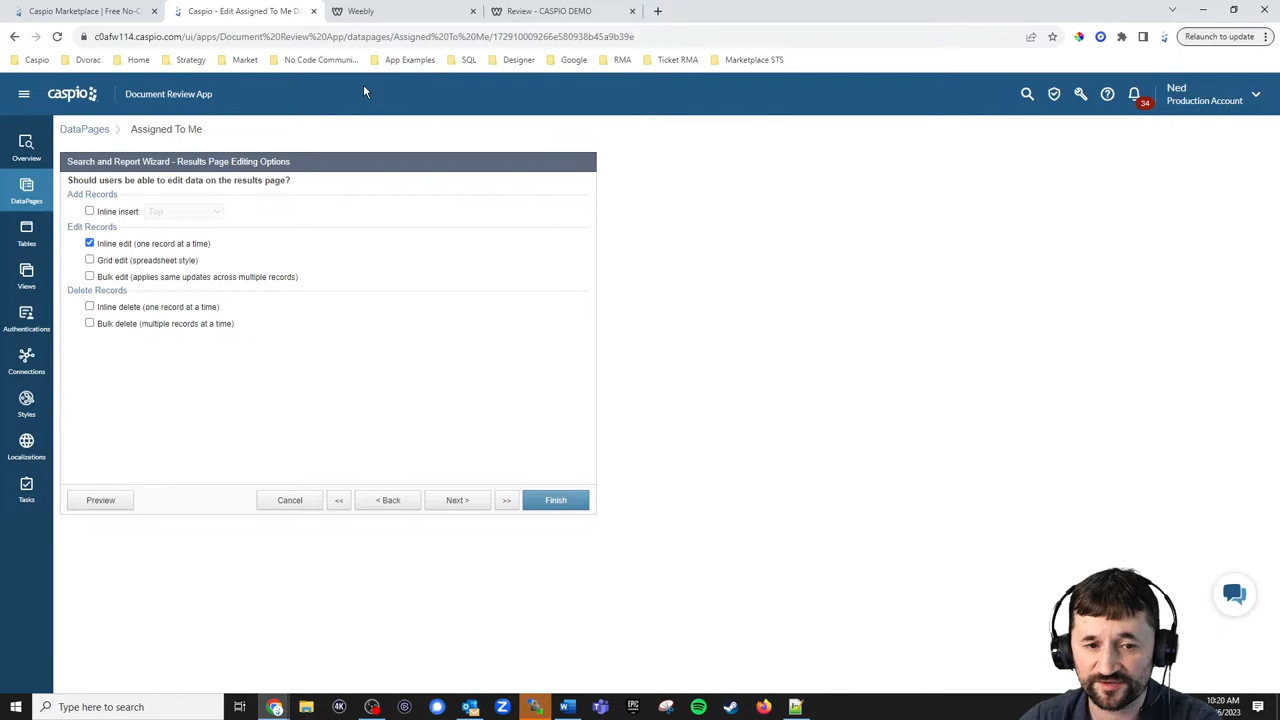 Caspio Marketplace | Free No-C
Caspio - Edit Assigned To Me D
Weebly
Review - CASPIO DEMO
c0afw114.caspio.com/ui/apps/Document%20Review%20App/datapages/Assigned%20To%20Me/172910009266e580938b45a9b39e
Relaunch to update
Caspio
Dvorac
Home
Strategy
Market
No Code Communi...
App Examples
SQL
Designer
Google
RMA
Ticket RMA
Marketplace STS
caspio
Document Review App
34
Ned
Production Account
Overview
DataPages
Tables
Views
Authentications
Connections
Styles
Localizations
Tasks
DataPages
Assigned To Me
Search and Report Wizard - Results Page Editing Options
Should users be able to edit data on the results page?
Add Records
Inline insert: Top
Edit Records
Inline edit (one record at a time)
Grid edit (spreadsheet style)
Bulk edit (applies same updates across multiple records)
Delete Records
Inline delete (one record at a time)
Bulk delete (multiple records at a time)
Preview
Cancel
<<
< Back
Next >
>>
Finish
Type here to search
4K
EPIC
10:20 AM
6/2023